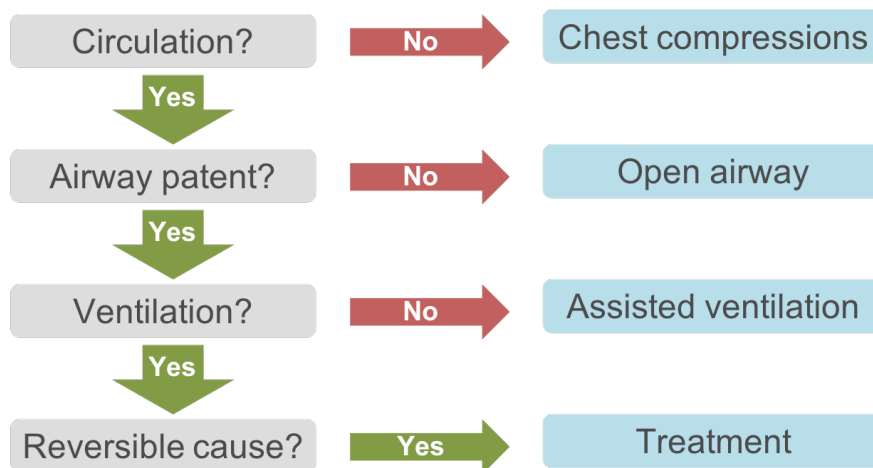 Circulation?
No
Chest compressions
Yes
Airway patent?
No
Open airway
Yes
Ventilation?
No
Assisted ventilation
Yes
Reversible cause?
Yes
Treatment